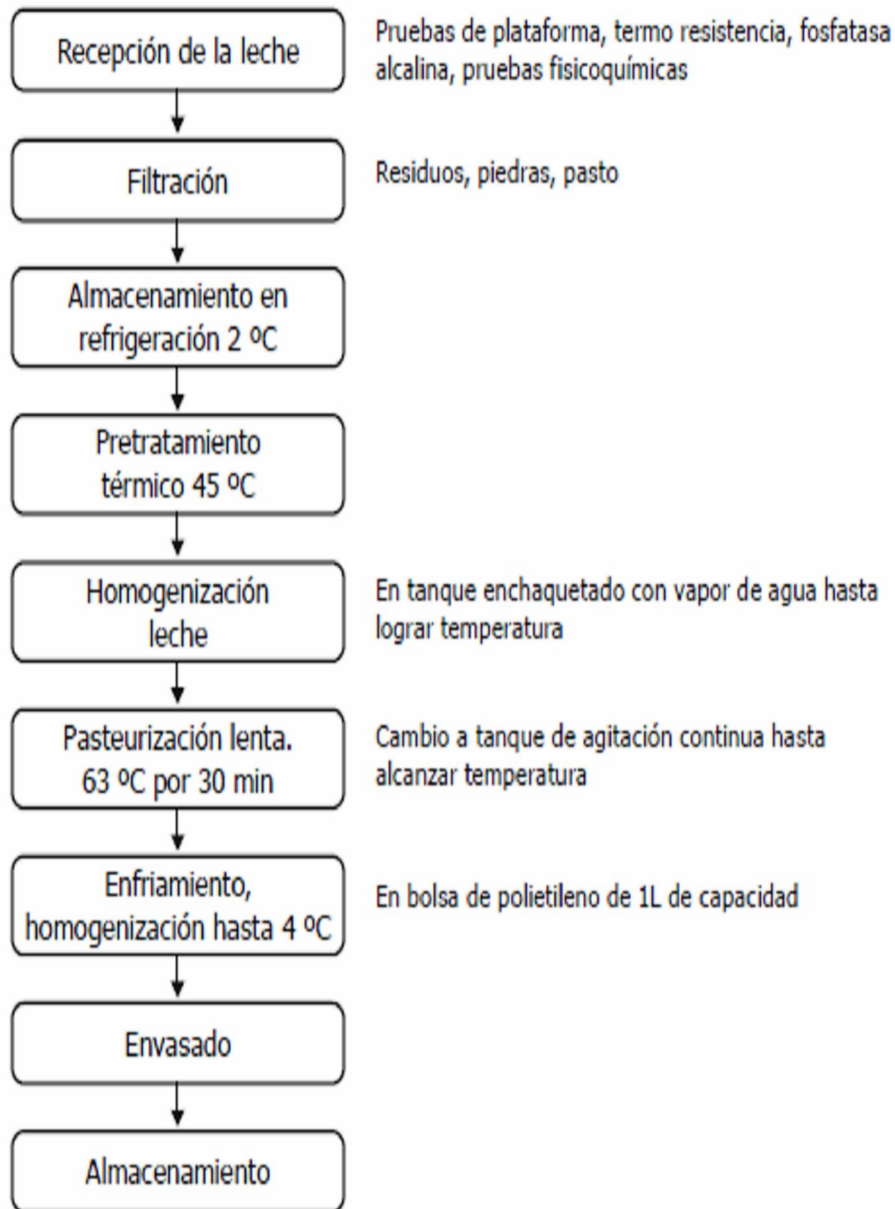 Recepción de la leche
Pruebas de plataforma, termo resistencia, fosfatasa
alcalina, pruebas fisicoquímicas
Filtración
Residuos, piedras, pasto
Almacenamiento en
refrigeración 2 ºC
Pretratamiento
térmico 45 ºC
Homogenización
leche
En tanque enchaquetado con vapor de agua hasta
lograr temperatura
Pasteurización lenta.
63 ºC por 30 min
Cambio a tanque de agitación continua hasta
alcanzar temperatura
Enfriamiento,
homogenización hasta 4 ºC
En bolsa de polietileno de 1L de capacidad
Envasado
Almacenamiento